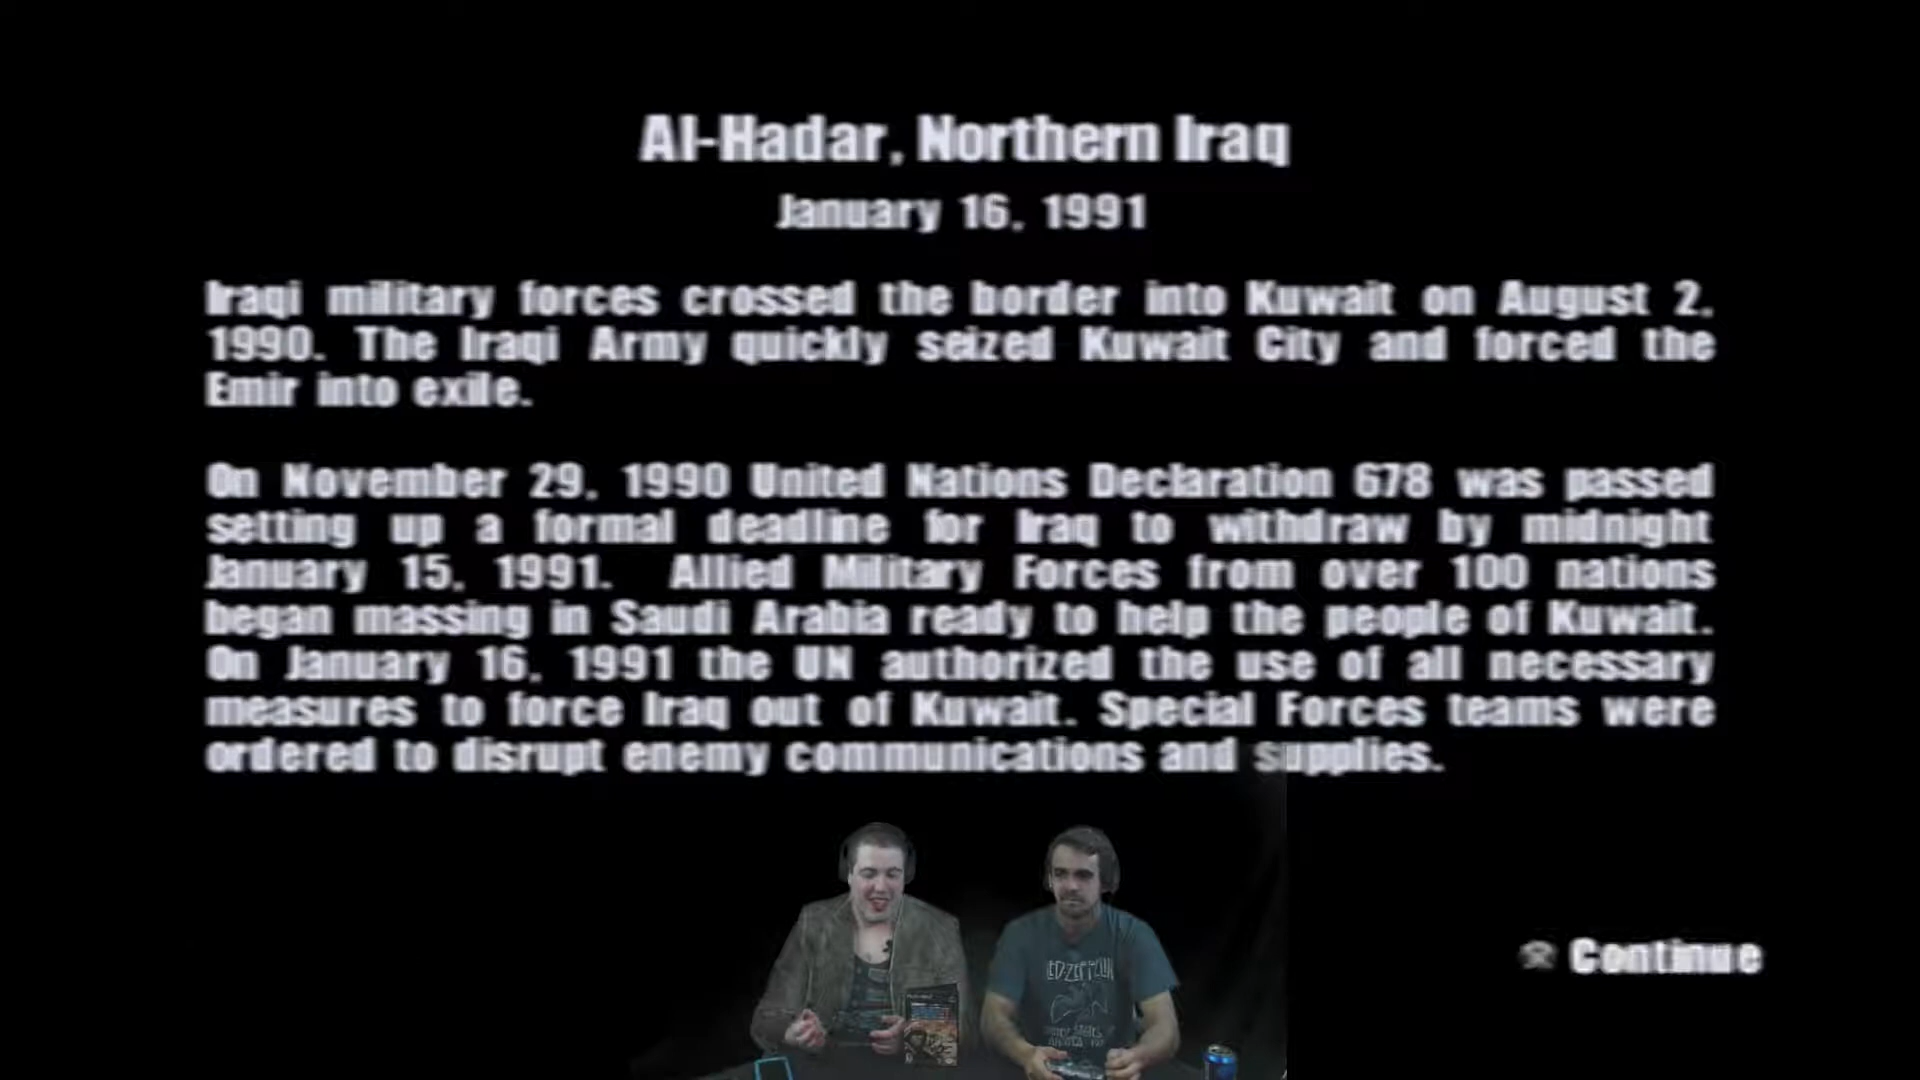 Al-Hadar, Northern Iraq
January 16, 1991
Iraqi military forces crossed the border into Kuwait on August 2,
1990. The Iraqi Army quickly seized Kuwait City and forced the
Emir into exile.
On November 29, 1990 United Nations Declaration 678 was passed
setting up a formal deadline for Iraq to withdraw by midnight
January 15, 1991. Allied Military Forces from over 100 nations
began massing in Saudi Arabia ready to help the people of Kuwait.
On January 16, 1991 the UN authorized the use of all necessary
measures to force Iraq out of Kuwait. Special Forces teams were
ordered to disrupt enemy communications and supplies.
Continue
LED-ZEPPELIN